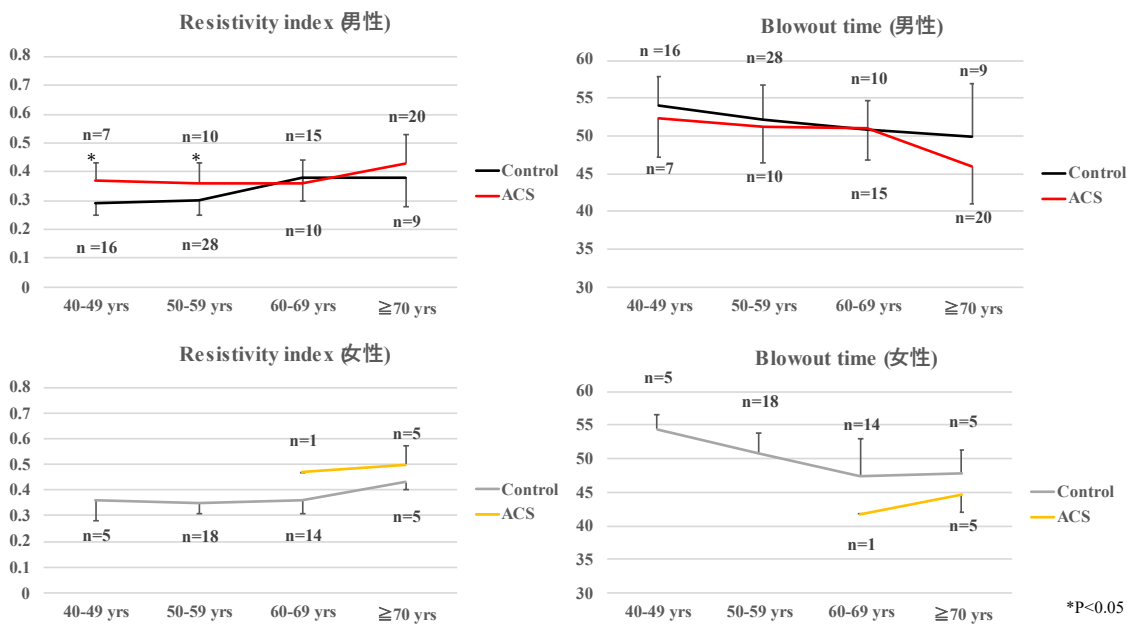 Resistivity index (男性)
0.8
0.7
0.6
0.5
0.4
0.3
0.2
0.1
0
n=7
n=10
n=15
n=20
*
*
n =16
n=28
n=10
n=9
40-49 yrs
50-59 yrs
60-69 yrs
≧70 yrs
Control
ACS
Blowout time (男性)
60
55
50
45
40
35
30
n =16
n=28
n=10
n=9
n=7
n=10
n=15
n=20
40-49 yrs
50-59 yrs
60-69 yrs
≧70 yrs
Control
ACS
Resistivity index (女性)
0.8
0.7
0.6
0.5
0.4
0.3
0.2
0.1
0
n=1
n=5
n=5
n=18
n=14
n=5
40-49 yrs
50-59 yrs
60-69 yrs
≧70 yrs
Control
ACS
Blowout time (女性)
60
55
50
45
40
35
30
n=5
n=18
n=14
n=5
n=1
n=5
40-49 yrs
50-59 yrs
60-69 yrs
≧70 yrs
Control
ACS
*P<0.05